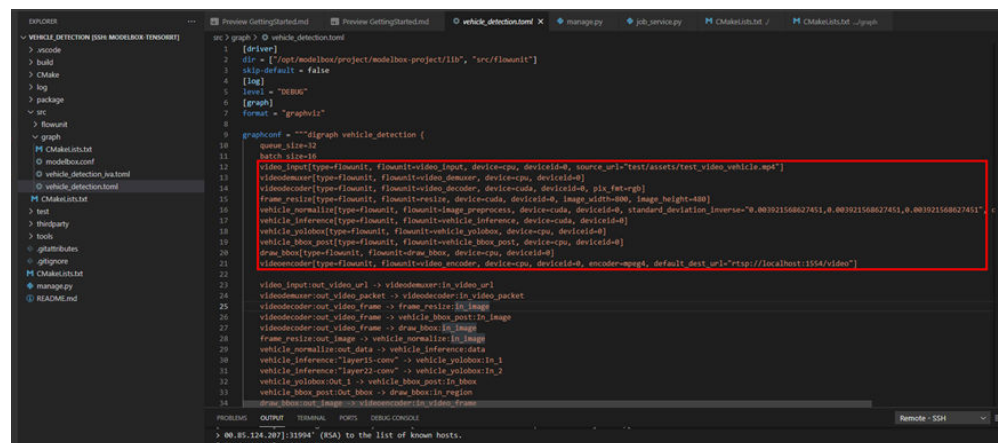 EXPLORER ...
VEHICLE_DETECTION [SSH: MODELBOX-TENSORRT]
.vscode
build
CMake
log
package
src
flowunit
graph
CMakeLists.txt
modelbox.conf
vehicle_detection_iva.toml
vehicle_detection.toml
CMakeLists.txt
test
thirdparty
tools
.gitattributes
.gitignore
CMakeLists.txt
manage.py
README.md
Preview GettingStarted.md
Preview GettingStarted.md
vehicle_detection.toml
manage.py
job_service.py
CMakeLists.txt ./
CMakeLists.txt .../graph
src > graph > vehicle_detection.toml
1 [driver]
2 dir = ["/opt/modelbox/project/modelbox-project/lib", "src/flowunit"]
3 skip-default = false
4 [log]
5 level = "DEBUG"
6 [graph]
7 format = "graphviz"
8
9 graphconf = """digraph vehicle_detection {
10 queue_size=32
11 batch_size=16
12 video_input[type=flowunit, flowunit=video_input, device=cpu, deviceid=0, source_url="test/assets/test_video_vehicle.mp4"]
13 videodemuxer[type=flowunit, flowunit=video_demuxer, device=cpu, deviceid=0]
14 videodecoder[type=flowunit, flowunit=video_decoder, device=cuda, deviceid=0, pix_fmt=rgb]
15 frame_resize[type=flowunit, flowunit=resize, device=cuda, deviceid=0, image_width=800, image_height=480]
16 vehicle_normalize[type=flowunit, flowunit=image_preprocess, device=cuda, deviceid=0, standard_deviation_inverse="0.003921568627451,0.003921568627451,0.003921568627451",
17 vehicle_inference[type=flowunit, flowunit=vehicle_inference, device=cuda, deviceid=0]
18 vehicle_yolobox[type=flowunit, flowunit=vehicle_yolobox, device=cpu, deviceid=0]
19 vehicle_bbox_post[type=flowunit, flowunit=vehicle_bbox_post, device=cpu, deviceid=0]
20 draw_bbox[type=flowunit, flowunit=draw_bbox, device=cpu, deviceid=0]
21 videoencoder[type=flowunit, flowunit=video_encoder, device=cpu, deviceid=0, encoder=mpeg4, default_dest_url="rtsp://localhost:1554/video"]
22
23 video_input:out_video_url -> videodemuxer:in_video_url
24 videodemuxer:out_video_packet -> videodecoder:in_video_packet
25 videodecoder:out_video_frame -> frame_resize:in_image
26 videodecoder:out_video_frame -> vehicle_bbox_post:In_image
27 videodecoder:out_video_frame -> draw_bbox:in_image
28 frame_resize:out_image -> vehicle_normalize:in_image
29 vehicle_normalize:out_data -> vehicle_inference:data
30 vehicle_inference:"layer15-conv" -> vehicle_yolobox:In_1
31 vehicle_inference:"layer22-conv" -> vehicle_yolobox:In_2
32 vehicle_yolobox:Out_1 -> vehicle_bbox_post:In_bbox
33 vehicle_bbox_post:Out_bbox -> draw_bbox:in_region
34 draw_bbox:out_image -> videoencoder:in_video_frame
PROBLEMS OUTPUT TERMINAL PORTS DEBUG CONSOLE Remote - SSH
> 00.85.124.207]:31994' (RSA) to the list of known hosts.